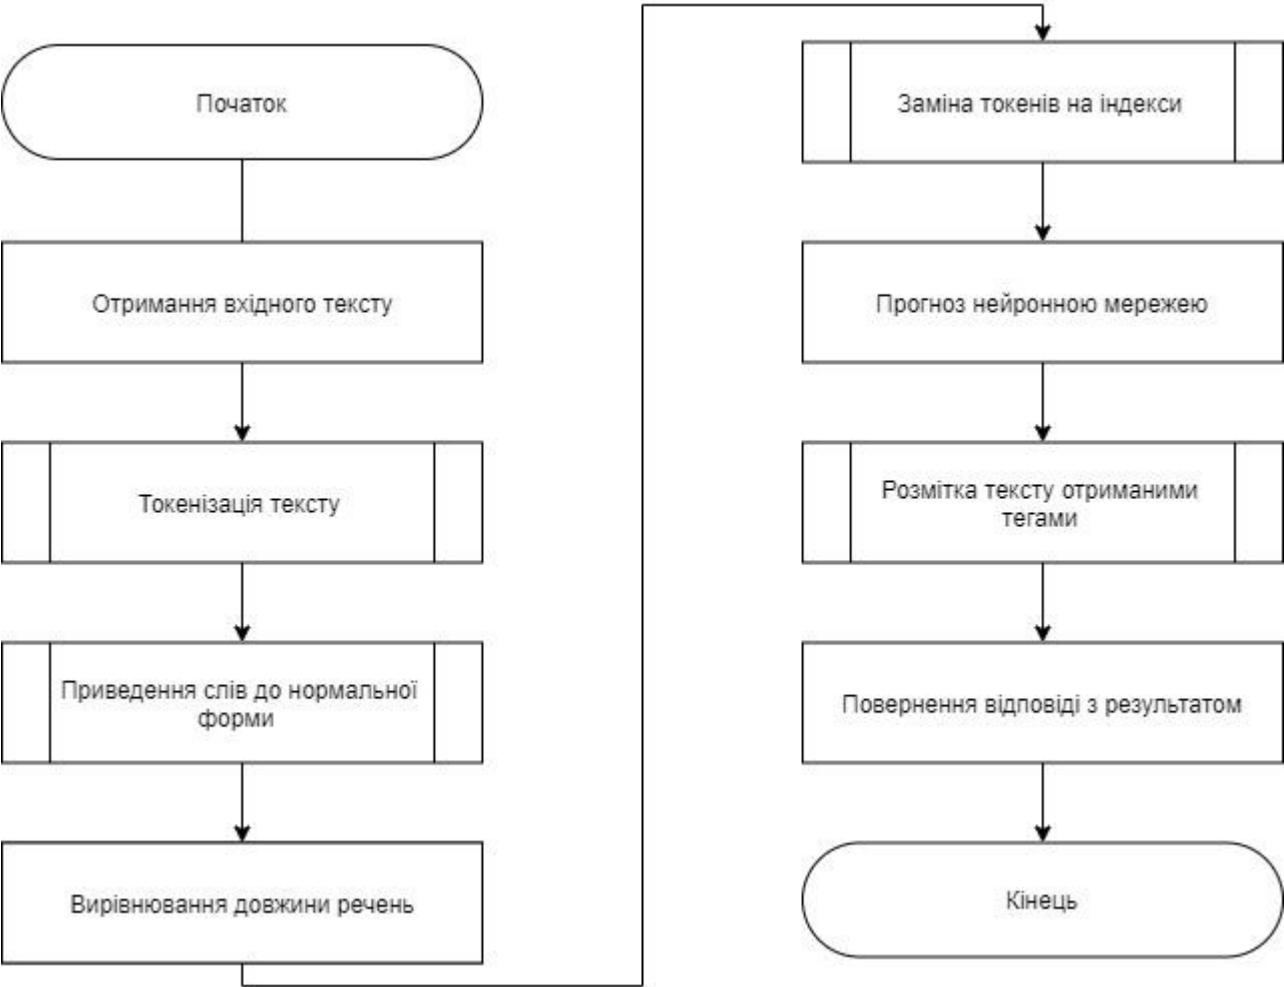 Початок
Отримання вхідного тексту
Токенізація тексту
Приведення слів до нормальної
форми
Вирівнювання довжини речень
Заміна токенів на індекси
Прогноз нейронною мережею
Розмітка тексту отриманими
тегами
Повернення відповіді з результатом
Кінець